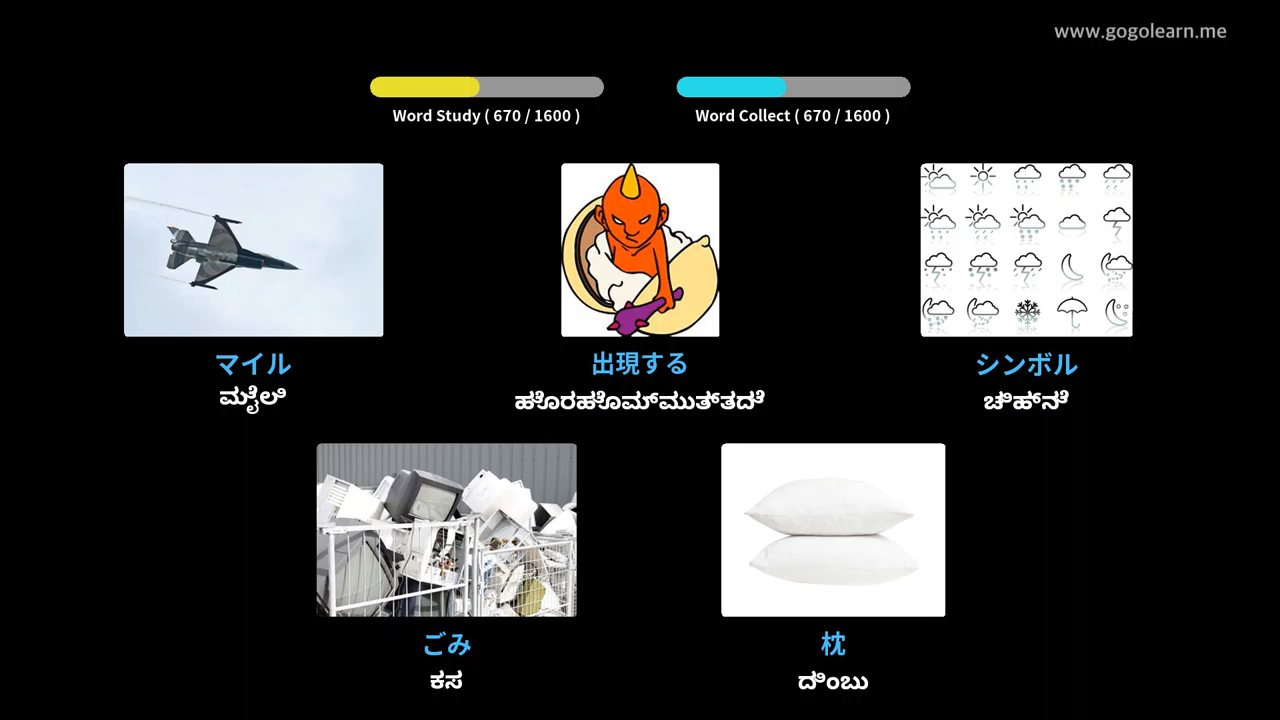 www.gogolearn.me
Word Study ( 670 / 1600 )
Word Collect ( 670 / 1600 )
マイル
出現する
シンボル
ಮೈಲಿ
ಹೊರಹೊಮ್ಮುತ್ತದೆ
ಚಿಹ್ನೆ
ごみ
枕
ಕಸ
ದಿಂಬು